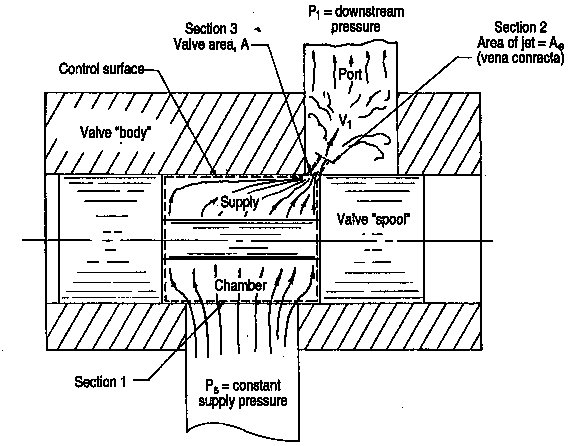 Section 3
Valve area, A
P₁ = downstream
pressure
Section 2
Area of jet = Aₑ
(vena conracta)
Control surface
Port
Valve "body"
V₁
Supply
Valve "spool"
Chamber
Section 1
Pₛ = constant
supply pressure